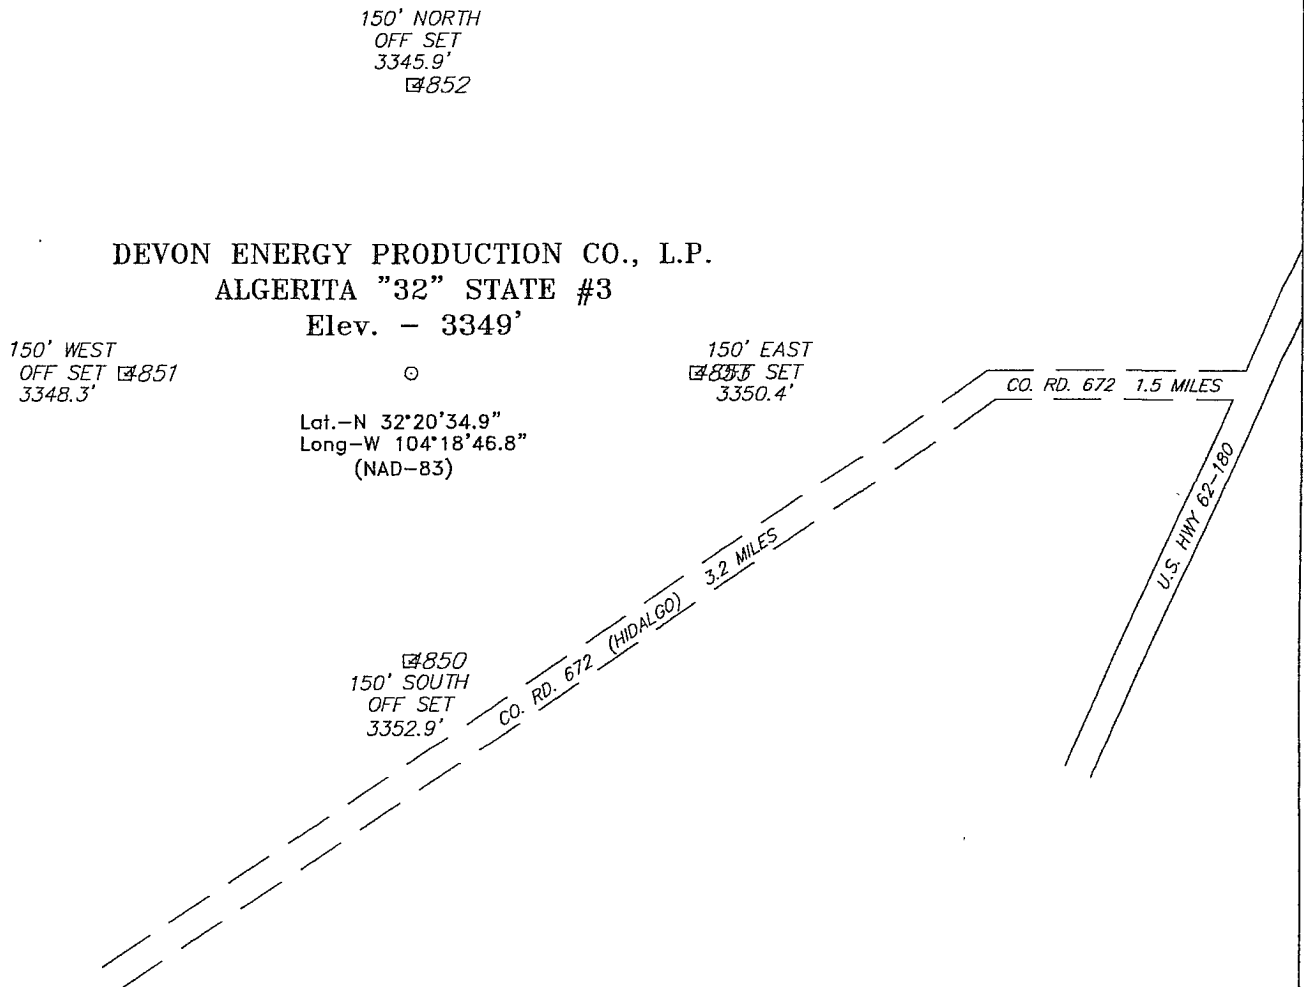 150' NORTH
OFF SET
3345.9'
4852
DEVON ENERGY PRODUCTION CO., L.P.
ALGERITA "32" STATE #3
Elev. - 3349'
150' WEST
OFF SET 4851
3348.3'
150' EAST
4853 OFF SET
3350.4'
Lat.-N 32°20'34.9"
Long-W 104°18'46.8"
(NAD-83)
CO. RD. 672 1.5 MILES
U.S. HWY 62-180
CO. RD. 672 (HIDALGO) 3.2 MILES
4850
150' SOUTH
OFF SET
3352.9'